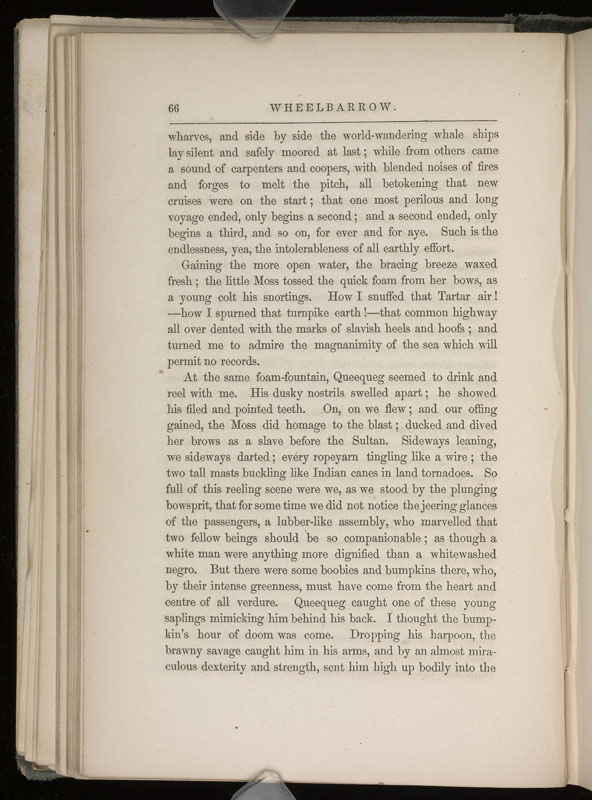 66 WHEELBARROW.
wharves, and side by side the world-wandering whale ships
lay silent and safely moored at last; while from others came
a sound of carpenters and coopers, with blended noises of fires
and forges to melt the pitch, all betokening that new
cruises were on the start; that one most perilous and long
voyage ended, only begins a second; and a second ended, only
begins a third, and so on, for ever and for aye. Such is the
endlessness, yea, the intolerableness of all earthly effort.
Gaining the more open water, the bracing breeze waxed
fresh; the little Moss tossed the quick foam from her bows, as
a young colt his snortings. How I snuffed that Tartar air!
—how I spurned that turnpike earth!—that common highway
all over dented with the marks of slavish heels and hoofs; and
turned me to admire the magnanimity of the sea which will
permit no records.
At the same foam-fountain, Queequeg seemed to drink and
reel with me. His dusky nostrils swelled apart; he showed
his filed and pointed teeth. On, on we flew; and our offing
gained, the Moss did homage to the blast; ducked and dived
her brows as a slave before the Sultan. Sideways leaning,
we sideways darted; every ropeyarn tingling like a wire; the
two tall masts buckling like Indian canes in land tornadoes. So
full of this reeling scene were we, as we stood by the plunging
bowsprit, that for some time we did not notice the jeering glances
of the passengers, a lubber-like assembly, who marvelled that
two fellow beings should be so companionable; as though a
white man were anything more dignified than a whitewashed
negro. But there were some boobies and bumpkins there, who,
by their intense greenness, must have come from the heart and
centre of all verdure. Queequeg caught one of these young
saplings mimicking him behind his back. I thought the bump-
kin's hour of doom was come. Dropping his harpoon, the
brawny savage caught him in his arms, and by an almost mira-
culous dexterity and strength, sent him high up bodily into the